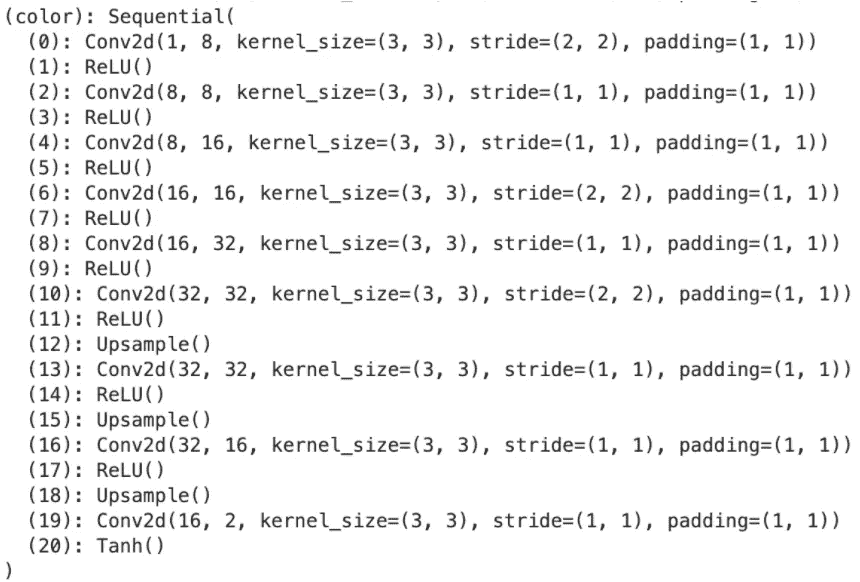 (color): Sequential(
(0): Conv2d(1, 8, kernel_size=(3, 3), stride=(2, 2), padding=(1, 1))
(1): ReLU()
(2): Conv2d(8, 8, kernel_size=(3, 3), stride=(1, 1), padding=(1, 1))
(3): ReLU()
(4): Conv2d(8, 16, kernel_size=(3, 3), stride=(1, 1), padding=(1, 1))
(5): ReLU()
(6): Conv2d(16, 16, kernel_size=(3, 3), stride=(2, 2), padding=(1, 1))
(7): ReLU()
(8): Conv2d(16, 32, kernel_size=(3, 3), stride=(1, 1), padding=(1, 1))
(9): ReLU()
(10): Conv2d(32, 32, kernel_size=(3, 3), stride=(2, 2), padding=(1, 1))
(11): ReLU()
(12): Upsample()
(13): Conv2d(32, 32, kernel_size=(3, 3), stride=(1, 1), padding=(1, 1))
(14): ReLU()
(15): Upsample()
(16): Conv2d(32, 16, kernel_size=(3, 3), stride=(1, 1), padding=(1, 1))
(17): ReLU()
(18): Upsample()
(19): Conv2d(16, 2, kernel_size=(3, 3), stride=(1, 1), padding=(1, 1))
(20): Tanh()
)